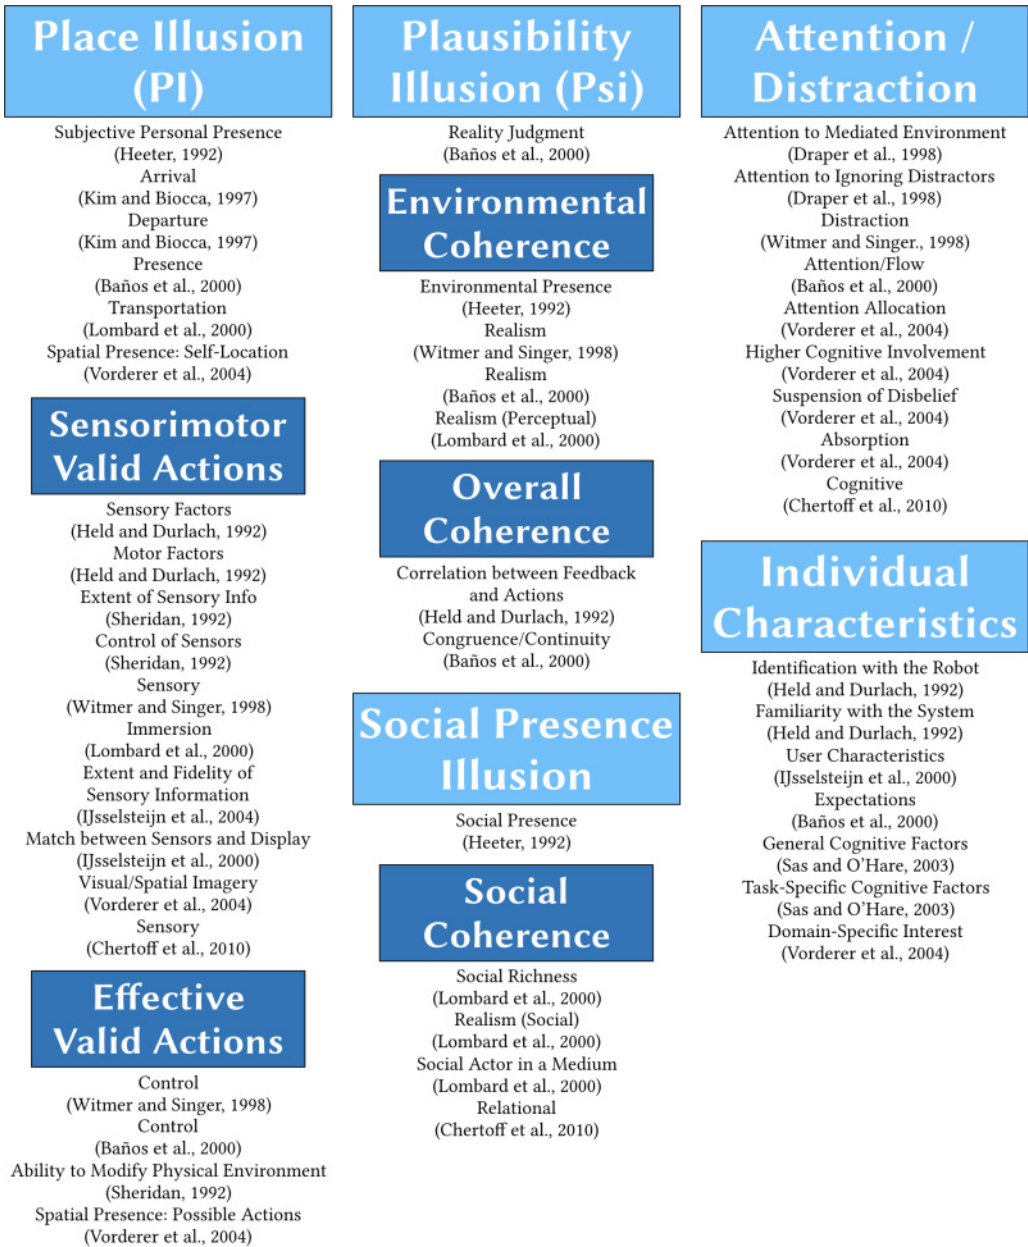 Place Illusion
(PI)
Subjective Personal Presence
(Heeter, 1992)
Arrival
(Kim and Biocca, 1997)
Departure
(Kim and Biocca, 1997)
Presence
(Baños et al., 2000)
Transportation
(Lombard et al., 2000)
Spatial Presence: Self-Location
(Vorderer et al., 2004)
Sensorimotor
Valid Actions
Sensory Factors
(Held and Durlach, 1992)
Motor Factors
(Held and Durlach, 1992)
Extent of Sensory Info
(Sheridan, 1992)
Control of Sensors
(Sheridan, 1992)
Sensory
(Witmer and Singer, 1998)
Immersion
(Lombard et al., 2000)
Extent and Fidelity of
Sensory Information
(IJsselsteijn et al., 2004)
Match between Sensors and Display
(IJsselsteijn et al., 2000)
Visual/Spatial Imagery
(Vorderer et al., 2004)
Sensory
(Chertoff et al., 2010)
Effective
Valid Actions
Control
(Witmer and Singer, 1998)
Control
(Baños et al., 2000)
Ability to Modify Physical Environment
(Sheridan, 1992)
Spatial Presence: Possible Actions
(Vorderer et al., 2004)
Plausibility
Illusion (Psi)
Reality Judgment
(Baños et al., 2000)
Environmental
Coherence
Environmental Presence
(Heeter, 1992)
Realism
(Witmer and Singer, 1998)
Realism
(Baños et al., 2000)
Realism (Perceptual)
(Lombard et al., 2000)
Overall
Coherence
Correlation between Feedback
and Actions
(Held and Durlach, 1992)
Congruence/Continuity
(Baños et al., 2000)
Social Presence
Illusion
Social Presence
(Heeter, 1992)
Social
Coherence
Social Richness
(Lombard et al., 2000)
Realism (Social)
(Lombard et al., 2000)
Social Actor in a Medium
(Lombard et al., 2000)
Relational
(Chertoff et al., 2010)
Attention /
Distraction
Attention to Mediated Environment
(Draper et al., 1998)
Attention to Ignoring Distractors
(Draper et al., 1998)
Distraction
(Witmer and Singer., 1998)
Attention/Flow
(Baños et al., 2000)
Attention Allocation
(Vorderer et al., 2004)
Higher Cognitive Involvement
(Vorderer et al., 2004)
Suspension of Disbelief
(Vorderer et al., 2004)
Absorption
(Vorderer et al., 2004)
Cognitive
(Chertoff et al., 2010)
Individual
Characteristics
Identification with the Robot
(Held and Durlach, 1992)
Familiarity with the System
(Held and Durlach, 1992)
User Characteristics
(IJsselsteijn et al., 2000)
Expectations
(Baños et al., 2000)
General Cognitive Factors
(Sas and O'Hare, 2003)
Task-Specific Cognitive Factors
(Sas and O'Hare, 2003)
Domain-Specific Interest
(Vorderer et al., 2004)